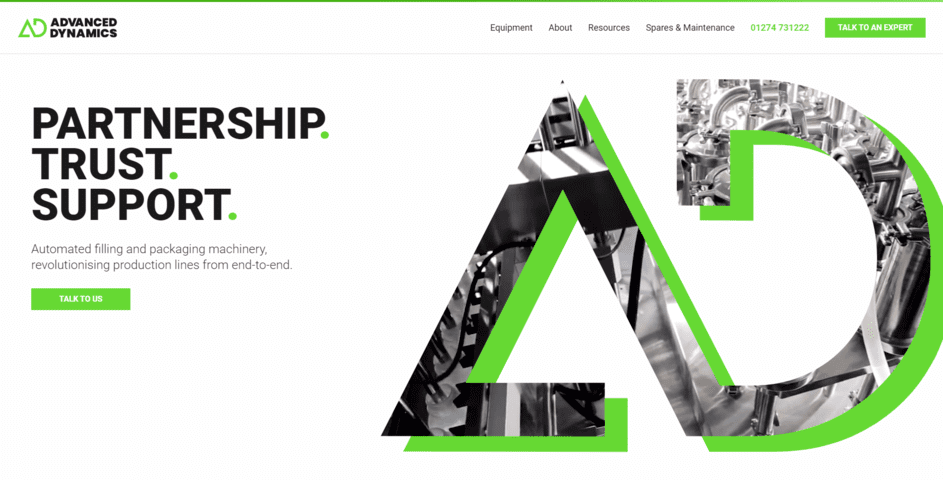 ADVANCED
DYNAMICS
Equipment About Resources Spares & Maintenance 01274 731222 TALK TO AN EXPERT
PARTNERSHIP.
TRUST.
SUPPORT.
Automated filling and packaging machinery,
revolutionising production lines from end-to-end.
TALK TO US